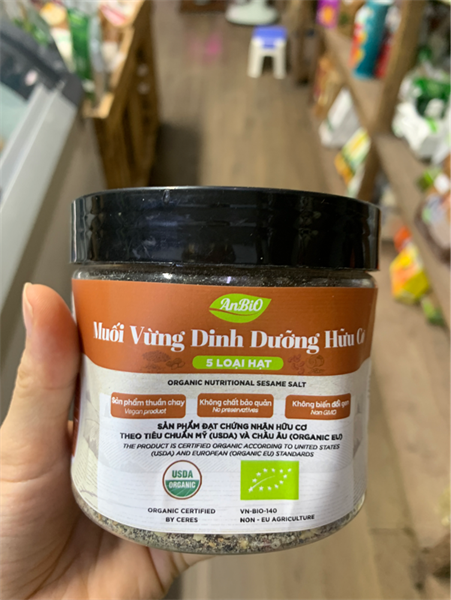 AnBiO
Muối Vừng Dinh Dưỡng Hữu Cơ
5 LOẠI HẠT
ORGANIC NUTRITIONAL SESAME SALT
Sản phẩm thuần chay Không chất bảo quản Không biến đổi gen
Vegan product No preservatives Non GMO
SẢN PHẨM ĐẠT CHỨNG NHẬN HỮU CƠ
THEO TIÊU CHUẨN MỸ (USDA) VÀ CHÂU ÂU (ORGANIC EU)
THE PRODUCT IS CERTIFIED ORGANIC ACCORDING TO UNITED STATES
(USDA) AND EUROPEAN (ORGANIC EU) STANDARDS
USDA
ORGANIC
ORGANIC CERTIFIED VN-BIO-140
BY CERES NON - EU AGRICULTURE